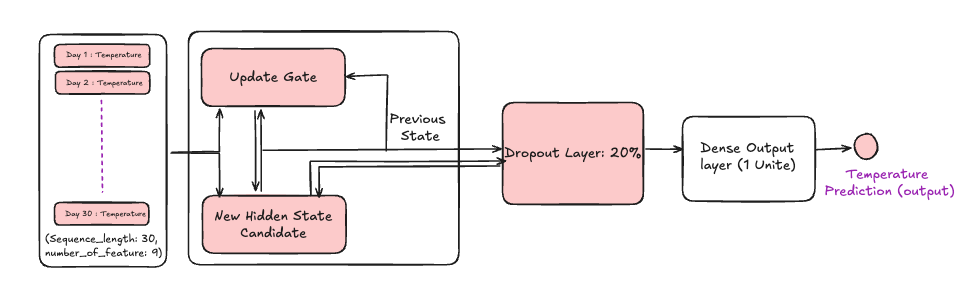 Day 1 : Temperature
Day 2 : Temperature
Day 30 : Temperature
(Sequence_length: 30,
number_of_feature: 9)
Update Gate
Previous
State
New Hidden State
Candidate
Dropout Layer: 20%
Dense Output
layer (1 Unite)
Temperature
Prediction (output)